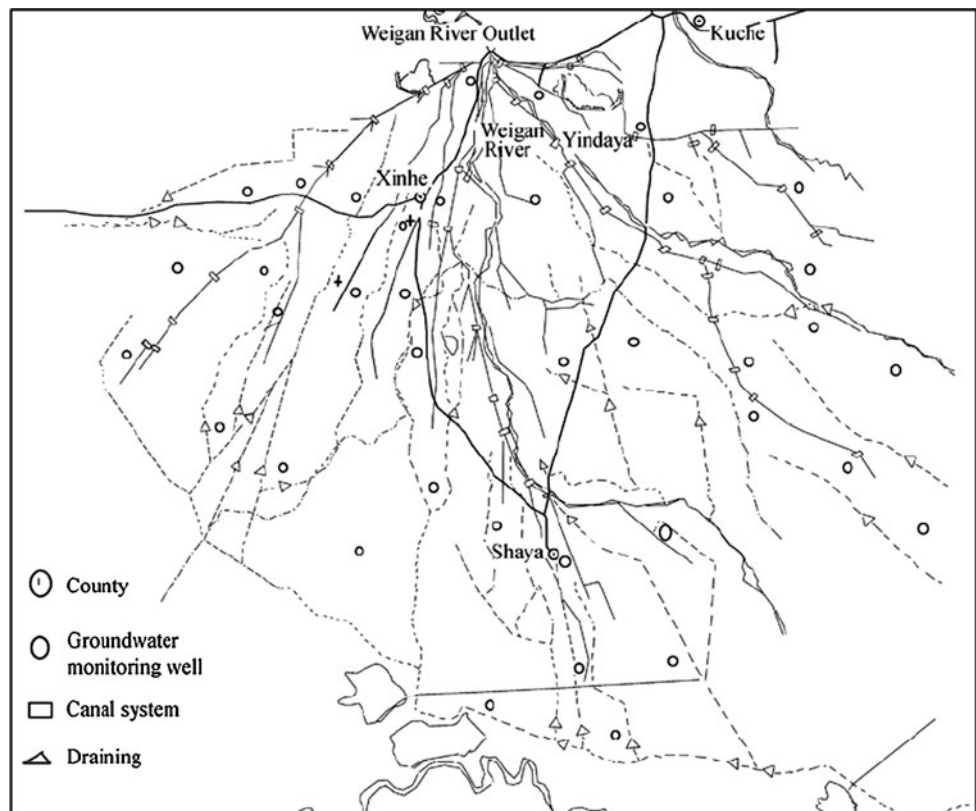 Weigan River Outlet
Kuche
Weigan
River
Yindaya
Xinhe
Shaya
County
Groundwater
monitoring well
Canal system
Draining